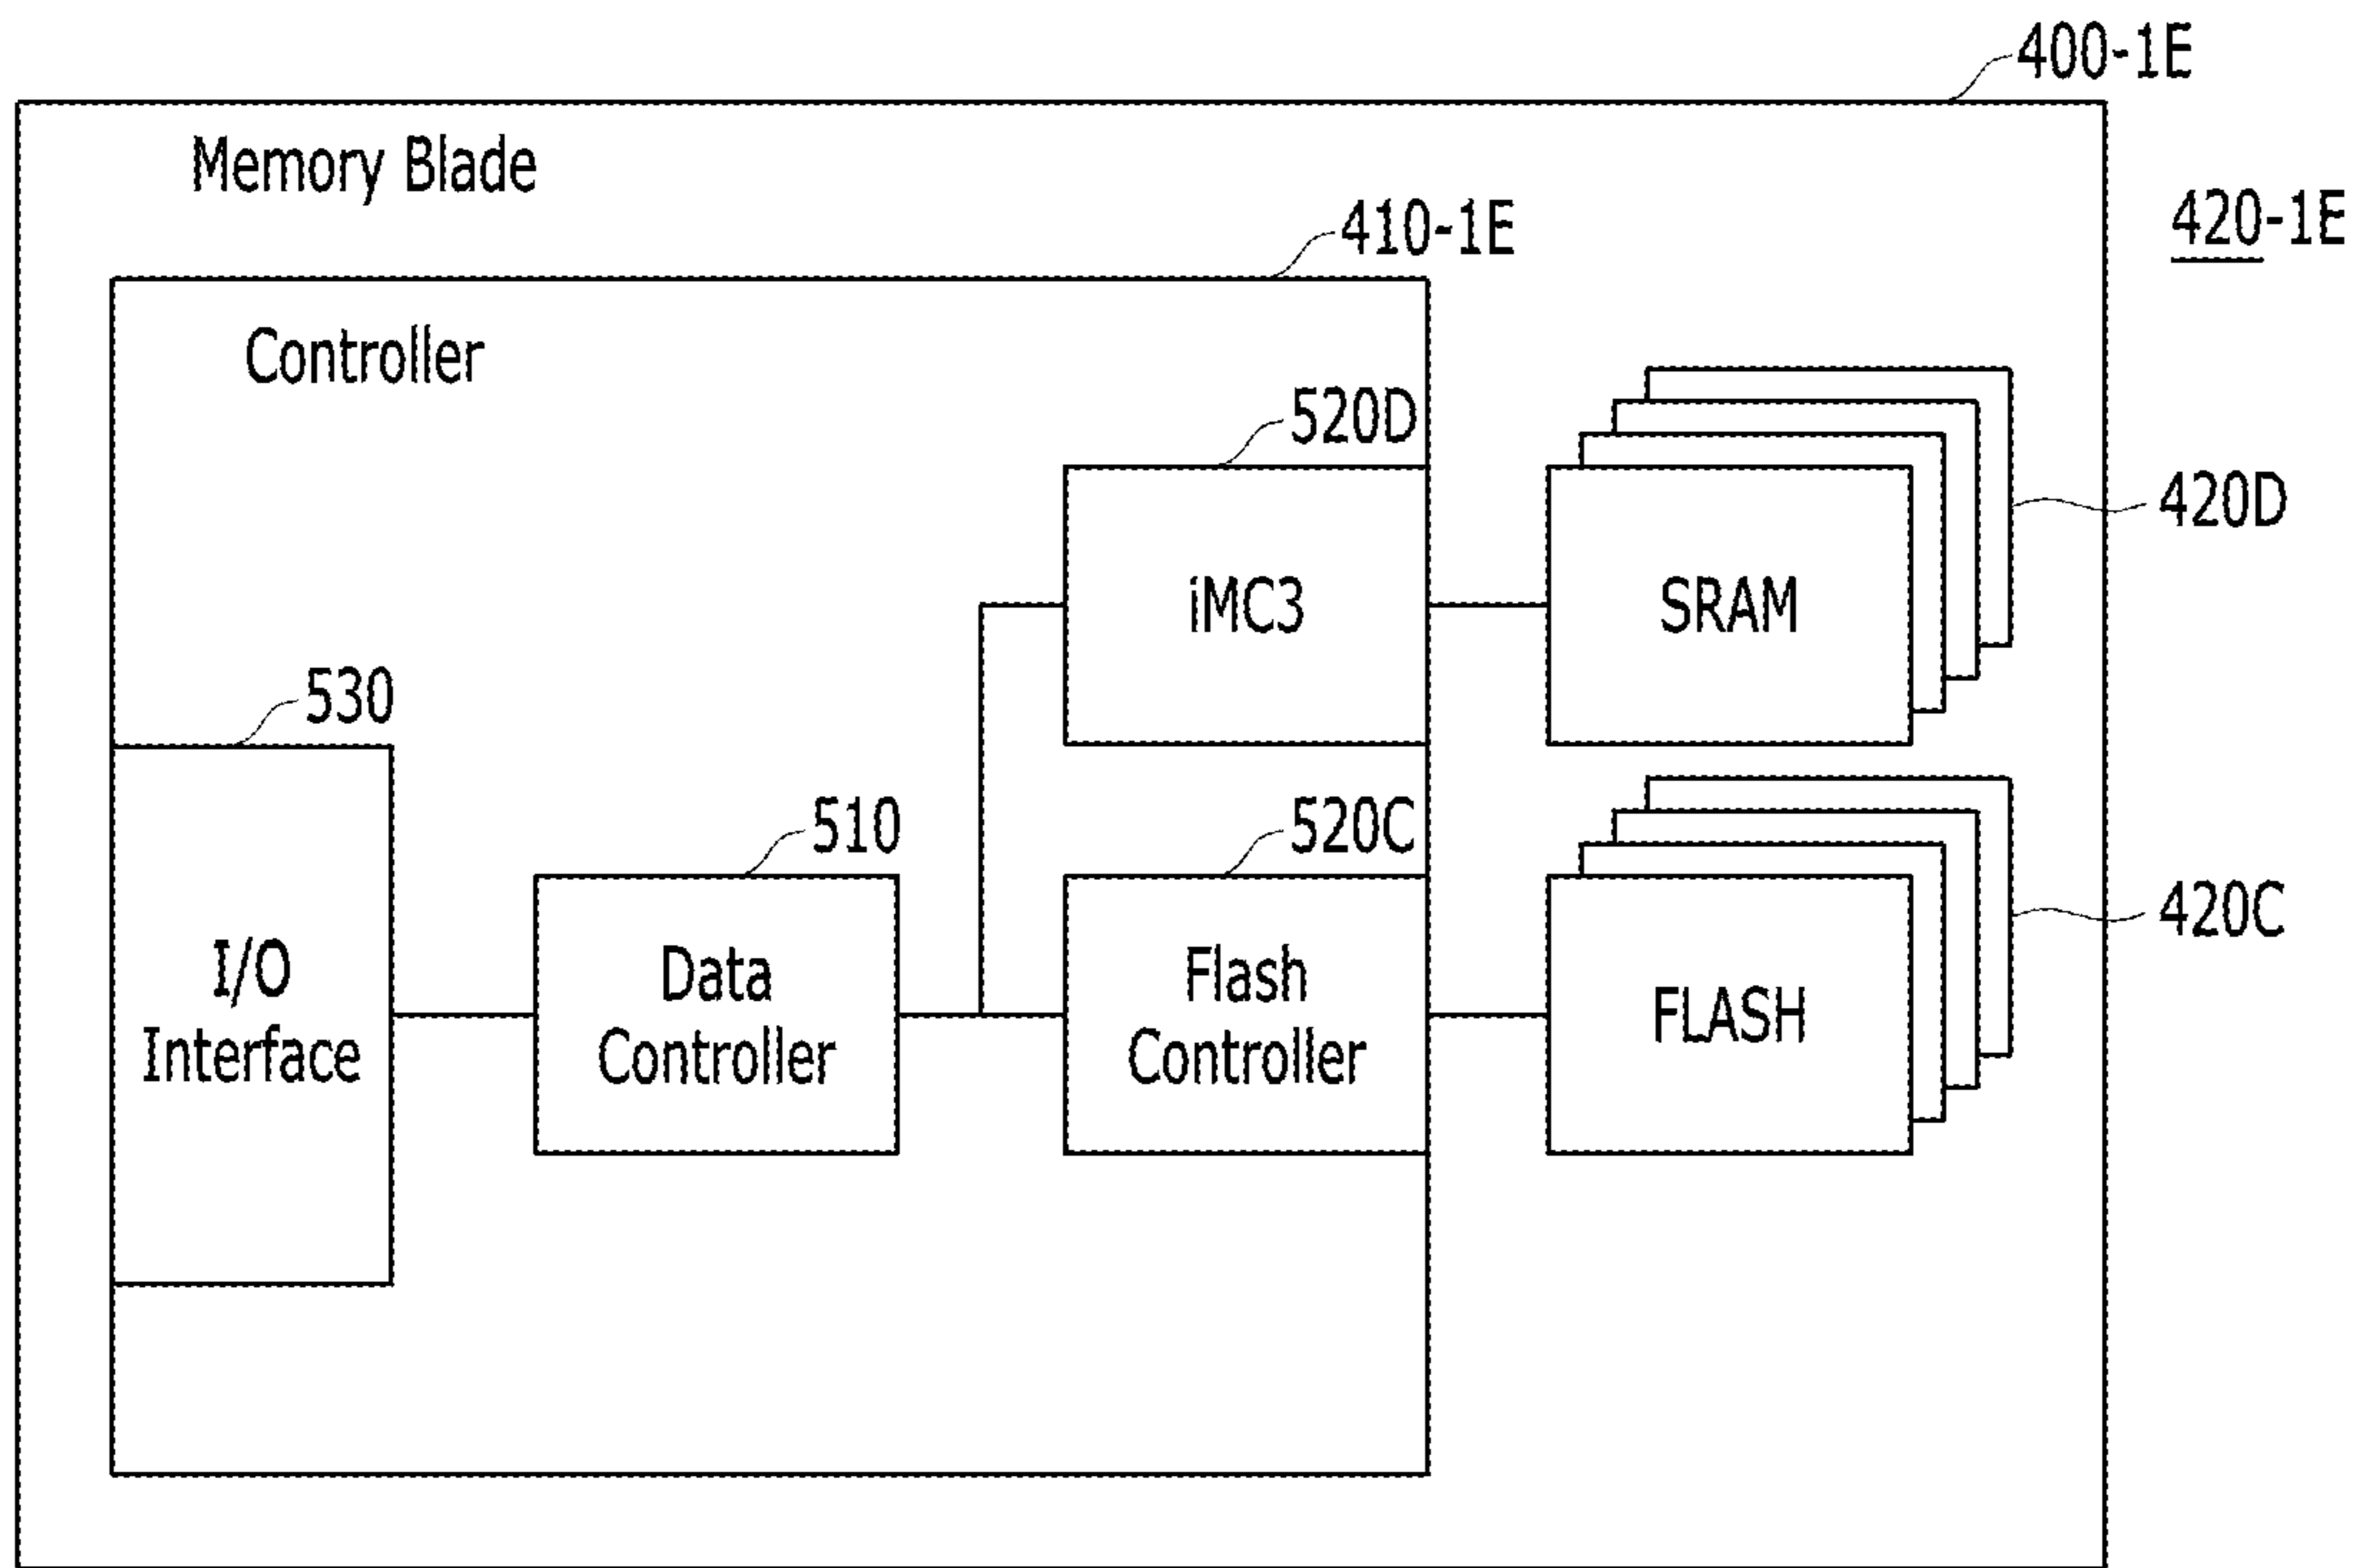 400-1E
Memory Blade
420-1E
410-1E
Controller
520D
420D
iMC3
SRAM
530
510
520C
420C
I/O
Interface
Data
Controller
Flash
Controller
FLASH